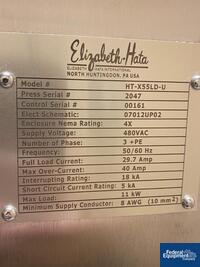 Elizabeth-Hata
ELIZABETH HATA INTERNATIONAL
NORTH HUNTINGDON, PA USA
Model # HT-X55LD-U
Press Serial # 2047
Control Serial # 00161
Elect Schematic: 07012UP02
Enclosure Nema Rating: 4X
Supply Voltage: 480VAC
Number of Phase: 3 +PE
Frequency: 50/60 Hz
Full Load Current: 29.7 Amp
Max Over-Current: 40 Amp
Interrupting Rating: 18 kA
Short Circuit Current Rating: 5 kA
Max Load: 11 kW
Minimum Supply Conductor: 8 AWG (10 mm²)
Federal Equipment Company